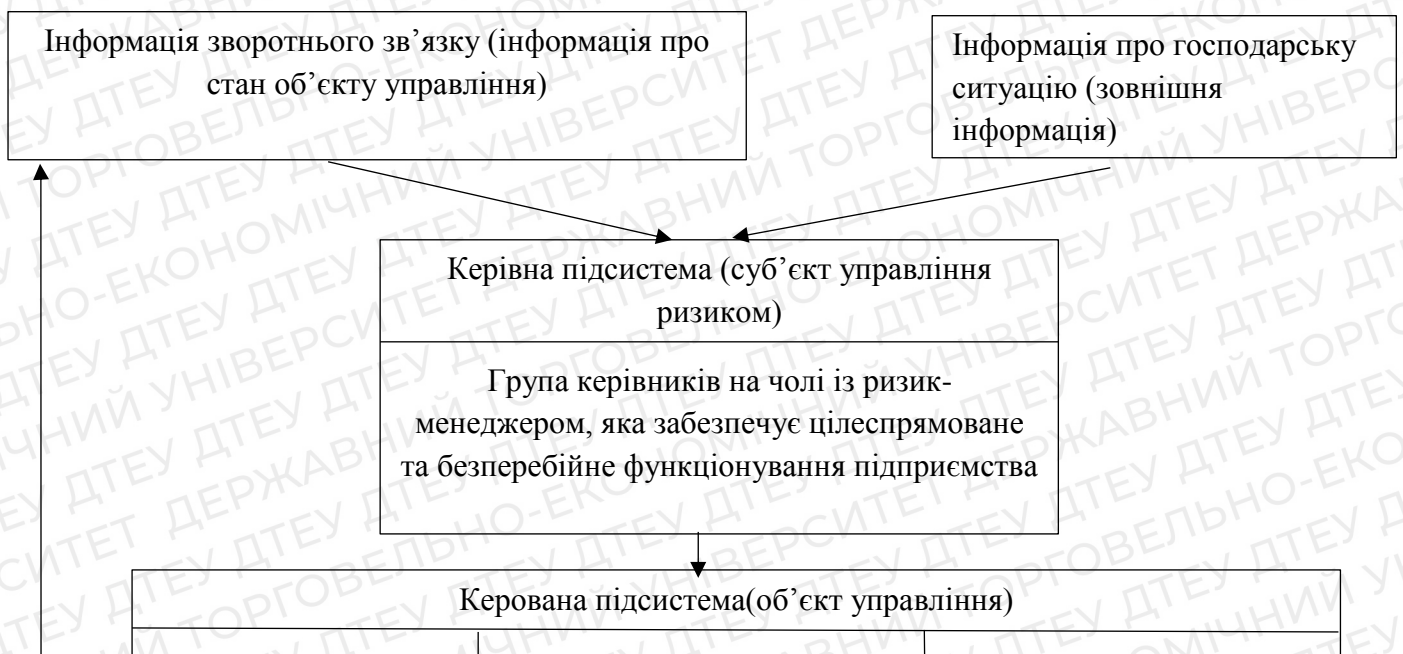 Інформація зворотнього зв’язку (інформація про
стан об’єкту управління)
Інформація про господарську
ситуацію (зовнішня
інформація)
Керівна підсистема (суб’єкт управління
ризиком)
Група керівників на чолі із ризик-
менеджером, яка забезпечує цілеспрямоване
та безперебійне функціонування підприємства
Керована підсистема(об’єкт управління)